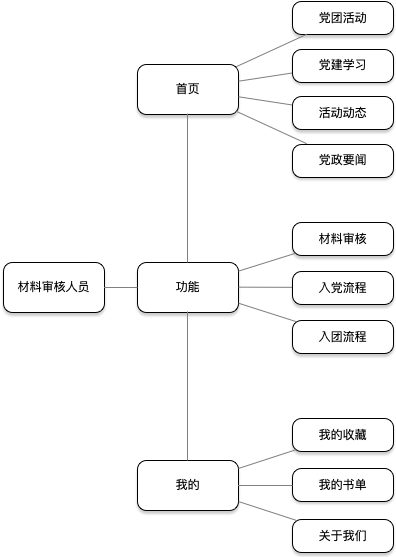 党团活动
党建学习
首页
活动动态
党政要闻
材料审核
材料审核人员
功能
入党流程
入团流程
我的收藏
我的
我的书单
关于我们